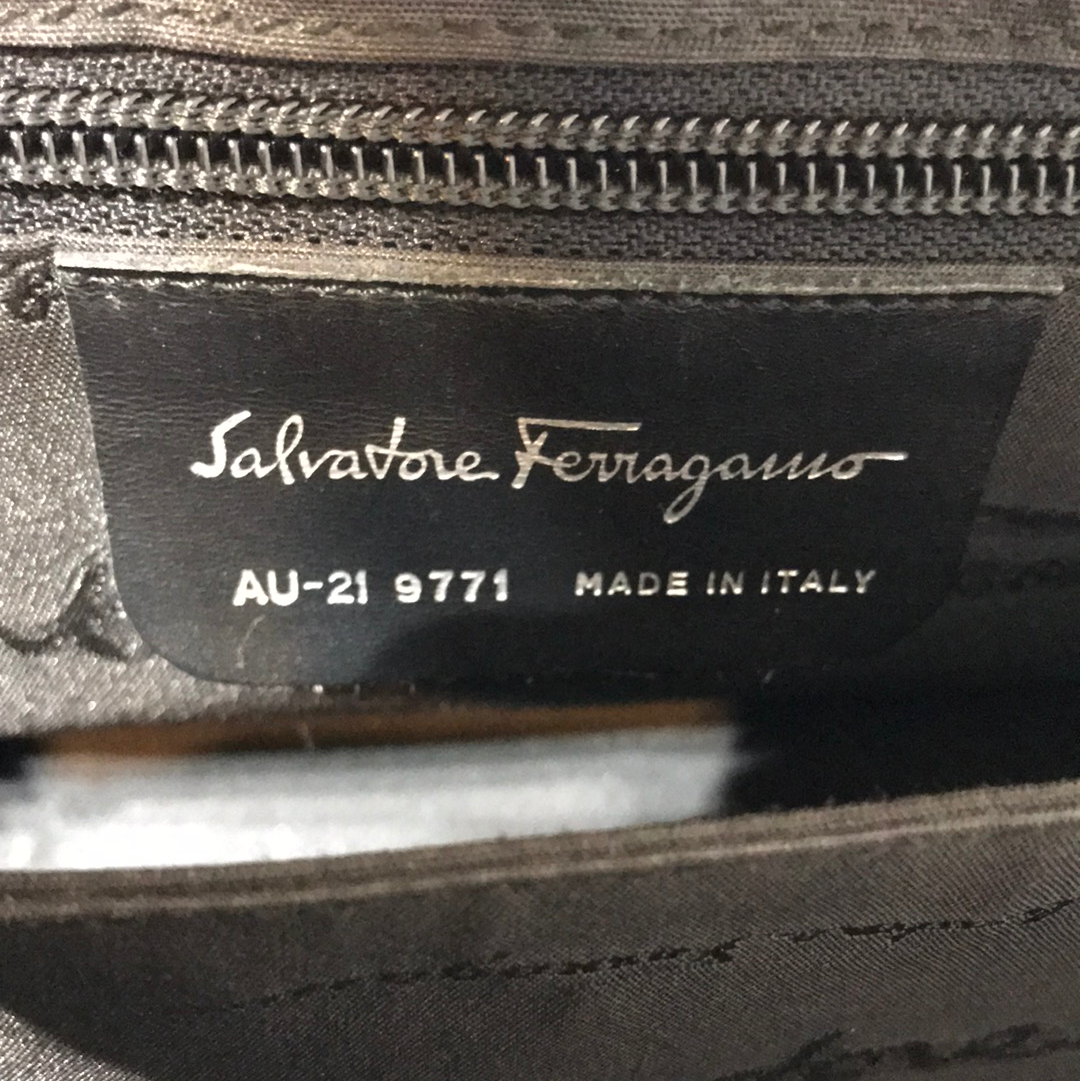 Salvatore Ferragamo
AU-21 9771 MADE IN ITALY